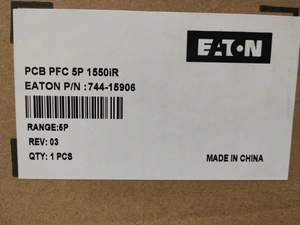 EATON
PCB PFC 5P 1550iR
EATON P/N :744-15906
RANGE:5P
REV: 03
QTY: 1 PCS
MADE IN CHINA